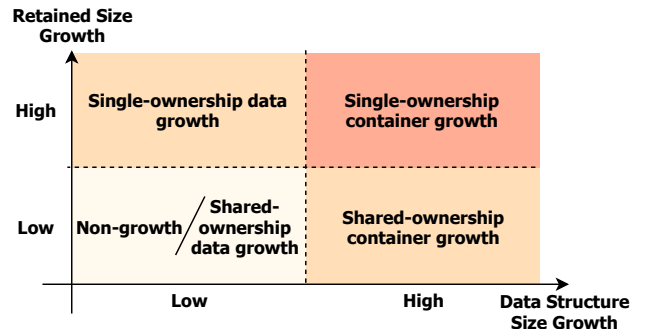 Retained Size
Growth
High
Single-ownership data
growth
Single-ownership
container growth
Low
Non-growth
Shared-
ownership
data growth
Shared-ownership
container growth
Low
High
Data Structure
Size Growth